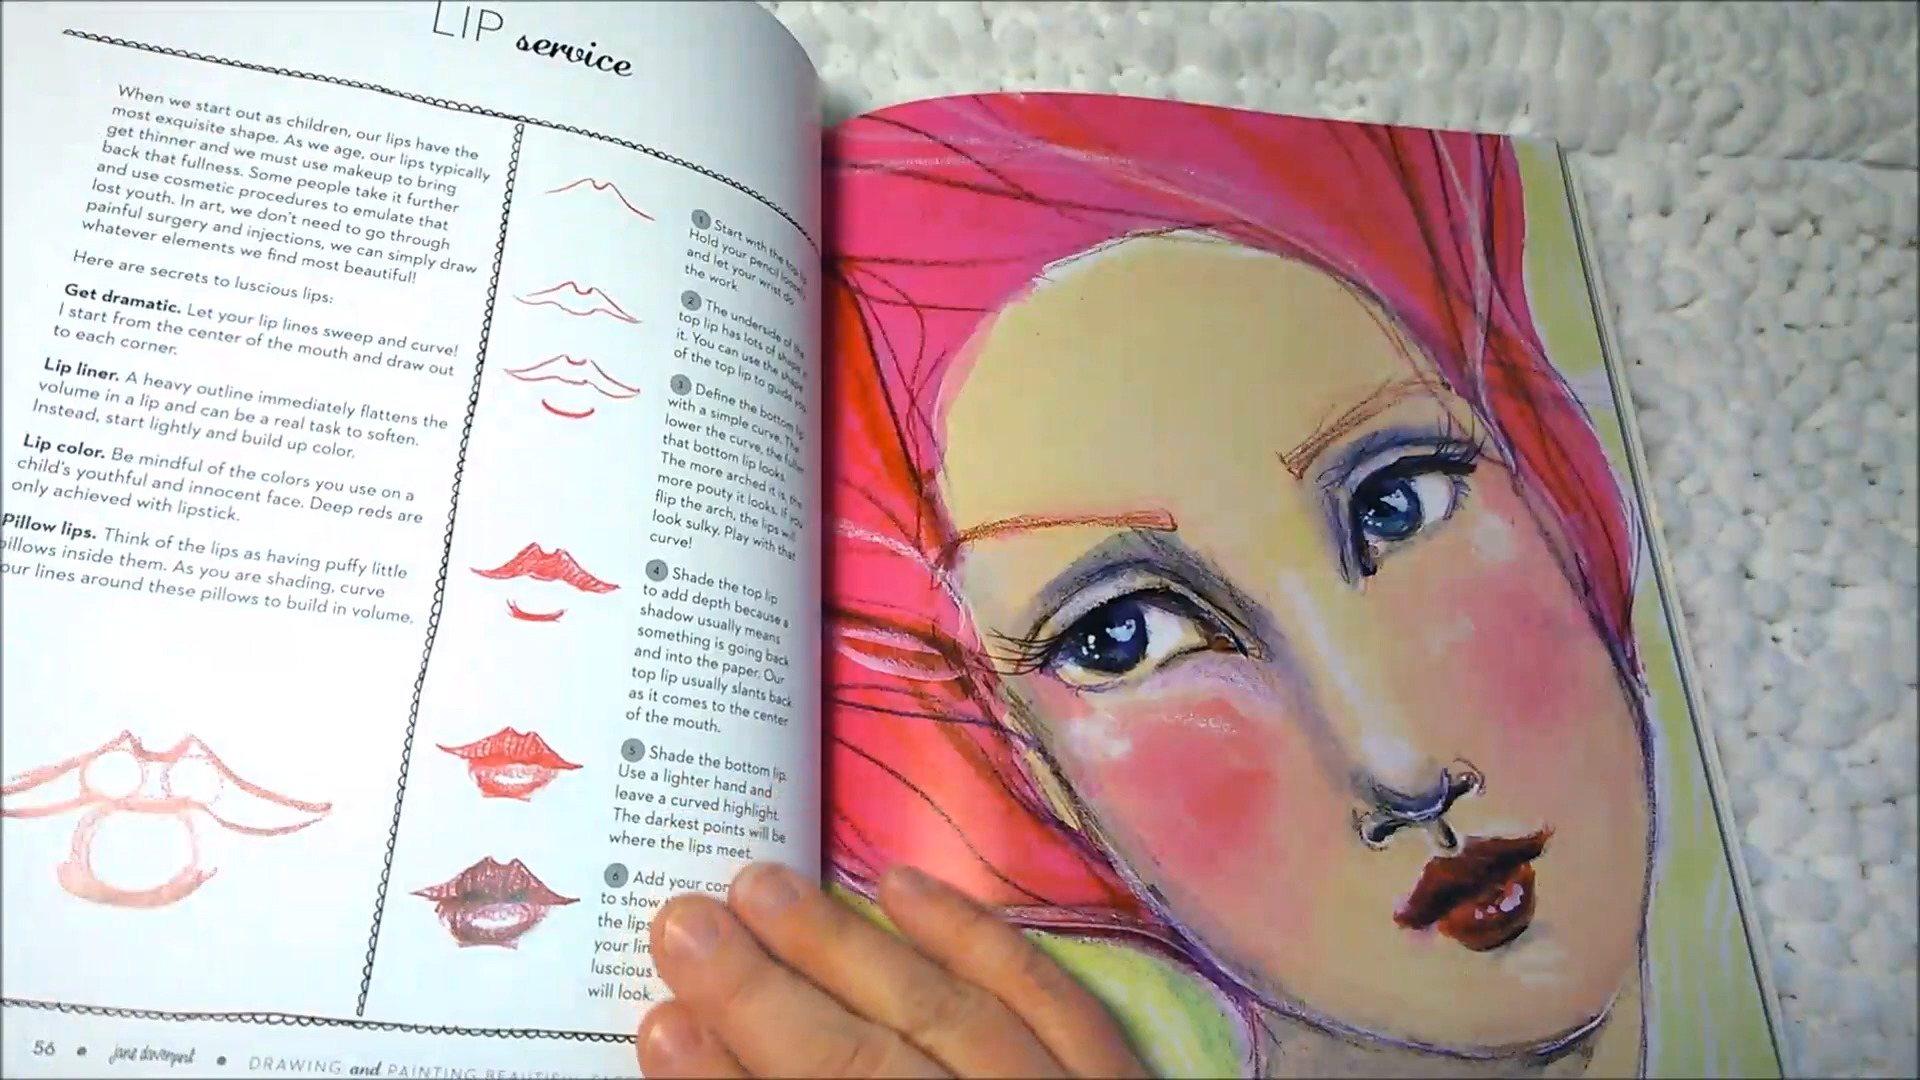 LIP service
When we start out as children, our lips have the
most exquisite shape. As we age, our lips typically
get thinner and we must use makeup to bring
back that fullness. Some people take it further
and use cosmetic procedures to emulate that
lost youth. In art, we don't need to go through
painful surgery and injections, we can simply draw
whatever elements we find most beautiful!
Here are secrets to luscious lips:
Get dramatic. Let your lip lines sweep and curve!
I start from the center of the mouth and draw out
to each corner.
Lip liner. A heavy outline immediately flattens the
volume in a lip and can be a real task to soften.
Instead, start lightly and build up color.
Lip color. Be mindful of the colors you use on a
child's youthful and innocent face. Deep reds are
only achieved with lipstick.
Pillow lips. Think of the lips as having puffy little
pillows inside them. As you are shading, curve
our lines around these pillows to build in volume.
1 Start with the top lip.
Hold your pencil loosely
and let your wrist do
the work.
2 The underside of the
top lip has lots of shape in
it. You can use the shape
of the top lip to guide you.
3 Define the bottom lip
with a simple curve. The
lower the curve, the fuller
that bottom lip looks.
The more arched it is, the
more pouty it looks. If you
flip the arch, the lips will
look sulky. Play with that
curve!
4 Shade the top lip
to add depth because a
shadow usually means
something is going back
and into the paper. Our
top lip usually slants back
as it comes to the center
of the mouth.
5 Shade the bottom lip.
Use a lighter hand and
leave a curved highlight.
The darkest points will be
where the lips meet.
6 Add your
to show
the lips
your
luscious
will look.
56 • jane davenport • DRAWING and PAINTING BEAUTIFUL